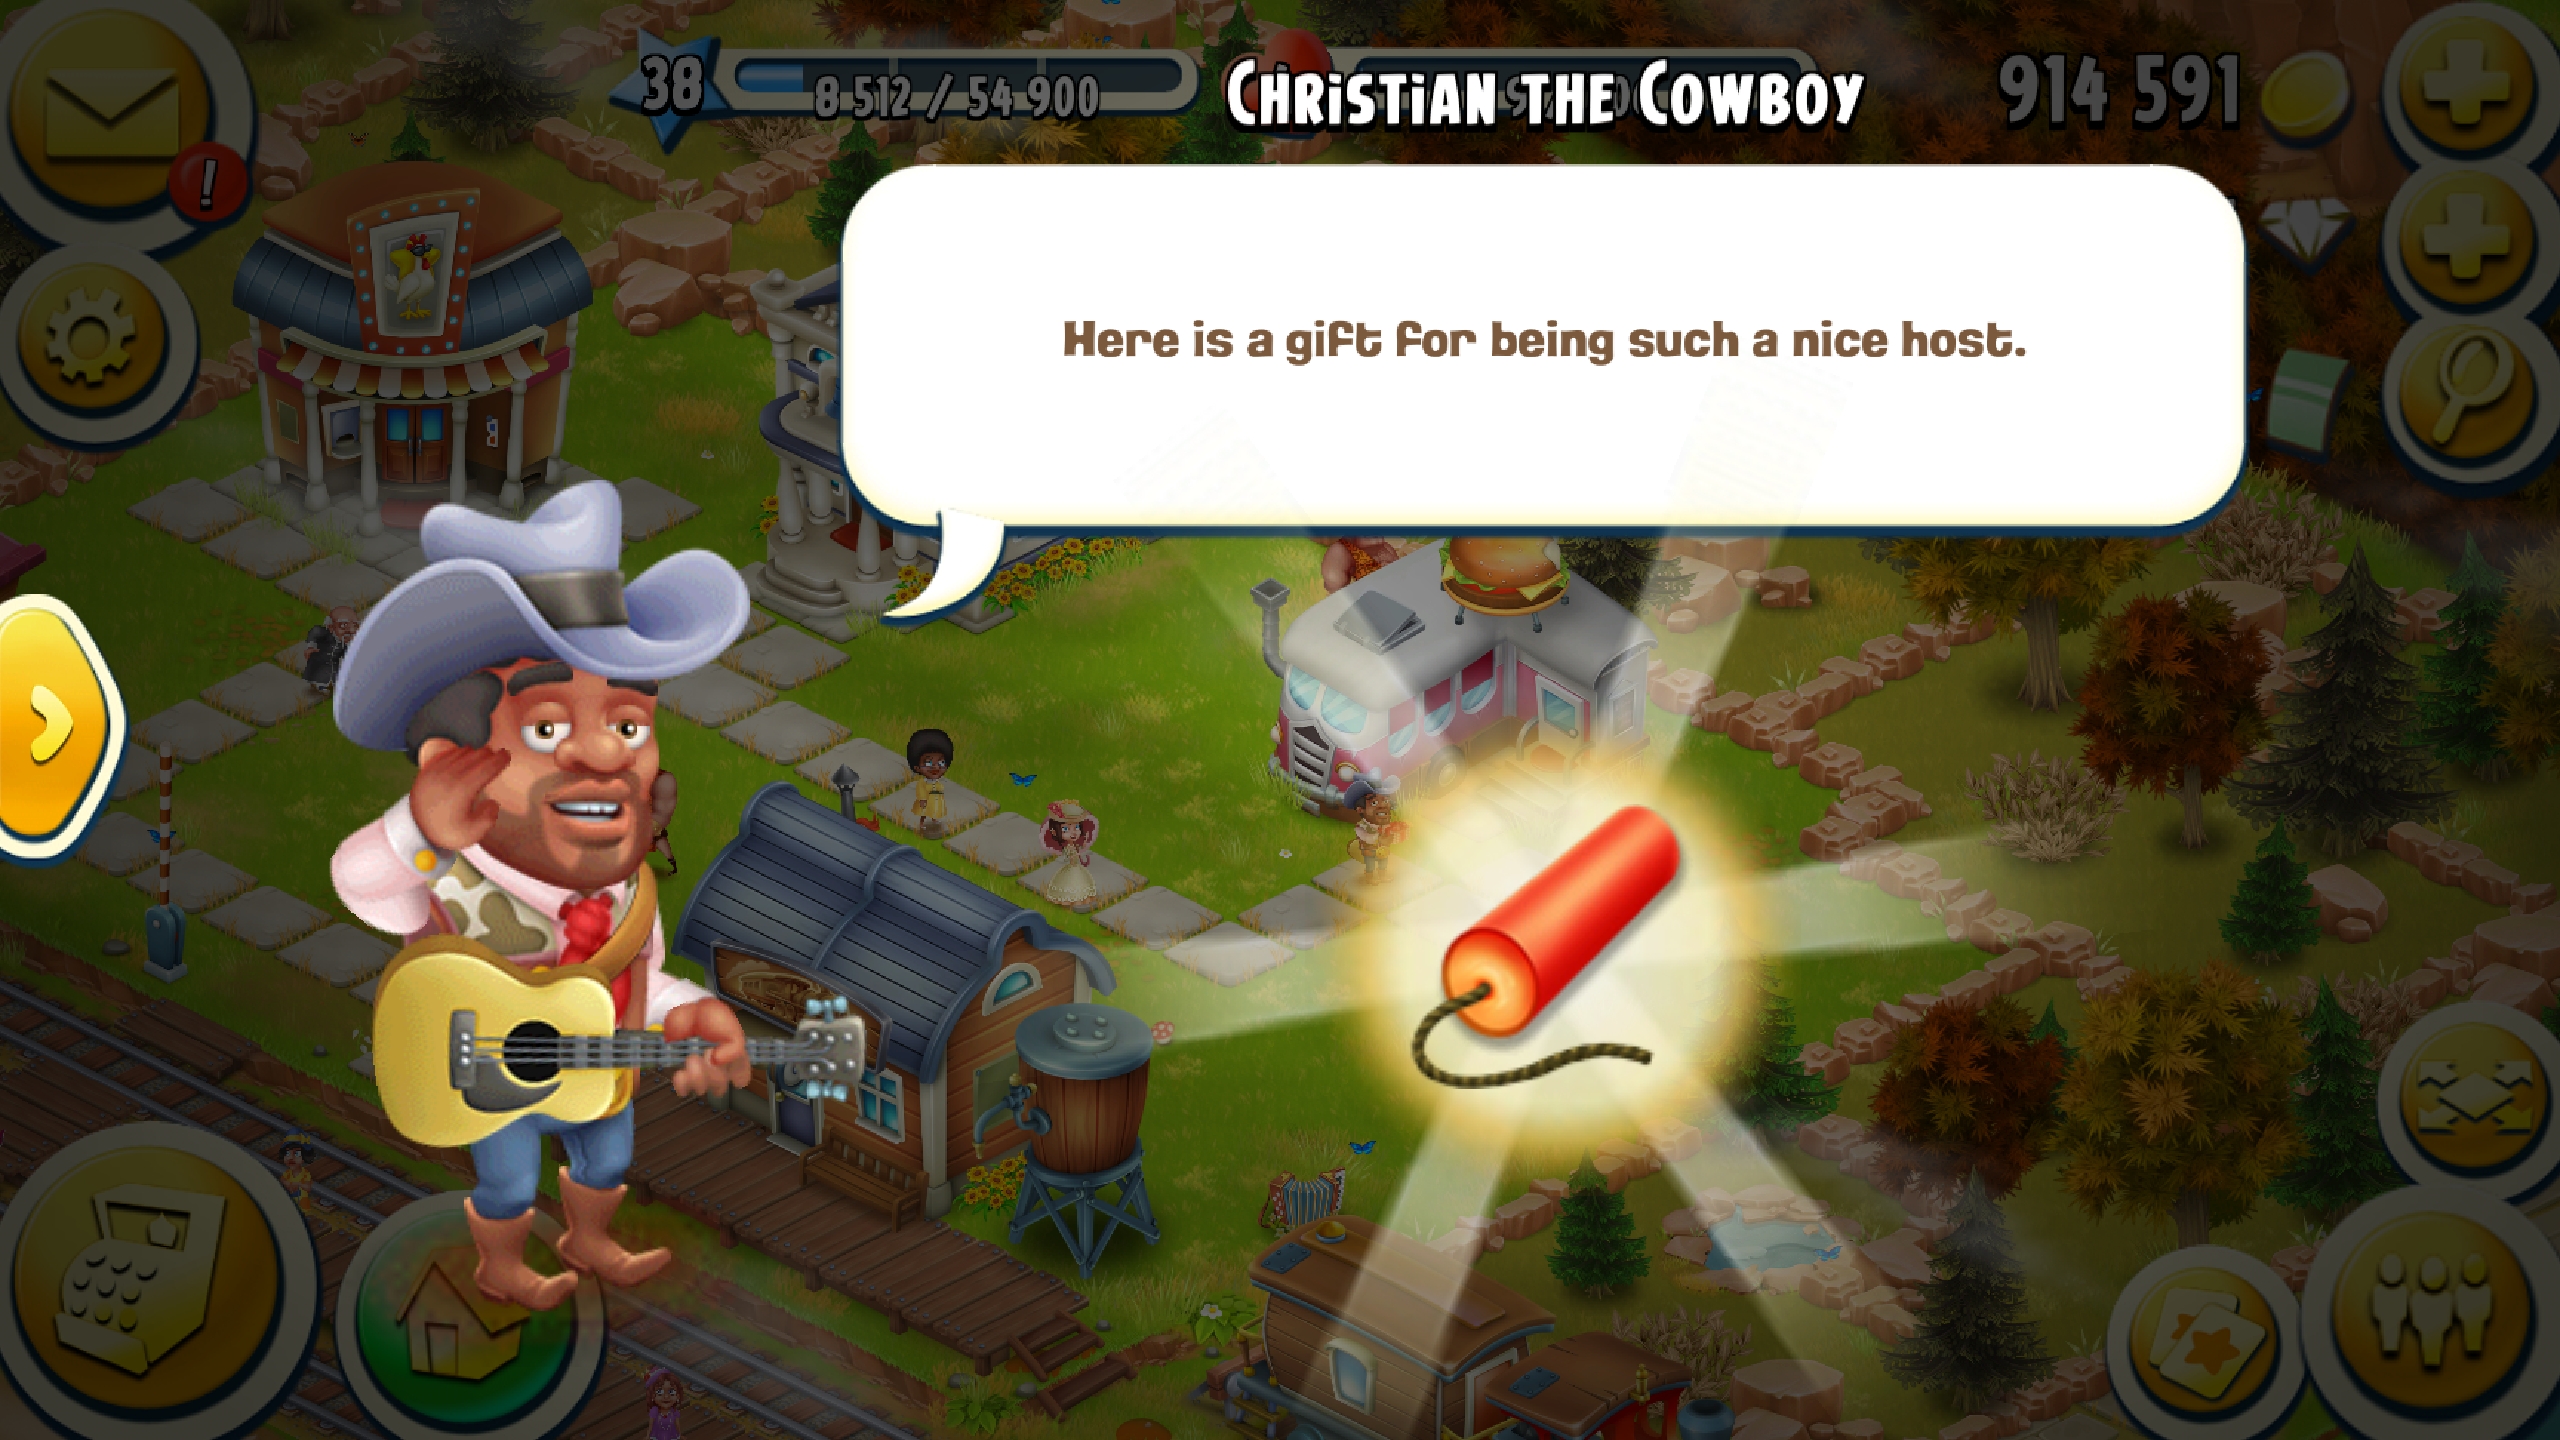 38
8 512 / 54 900
CHRiSTiAN THE COWBOY
914 591
!
Here is a gift for being such a nice host.